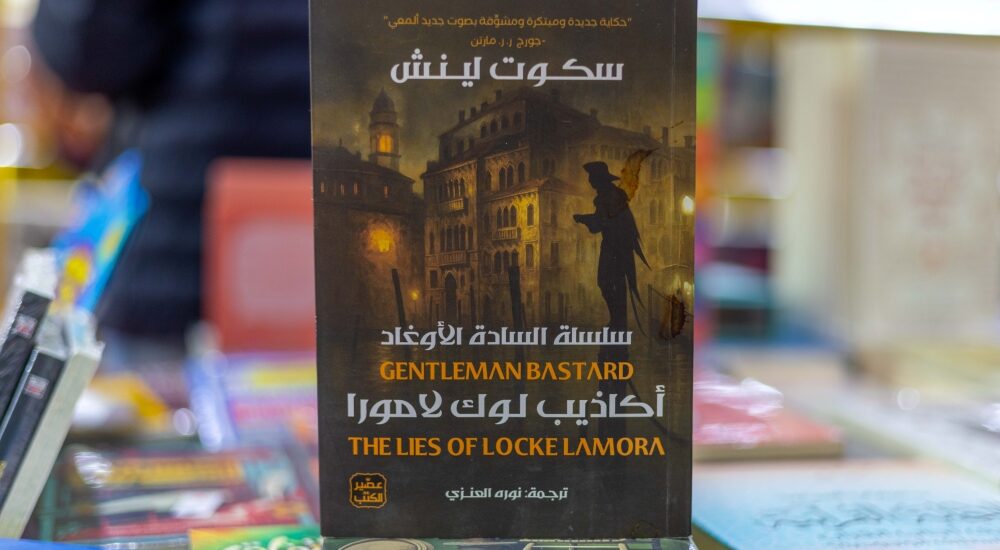 "حكاية جديدة ومبتكرة ومشوّقة بصوت جديد ألمعي"
-جورج ر. ر. مارتن
سكوت لينش
سلسلة السادة الأوغاد
GENTLEMAN BASTARD
أكاذيب لوك لامورا
THE LIES OF LOCKE LAMORA
ترجمة: نوره العنزي
عصير
الكتب